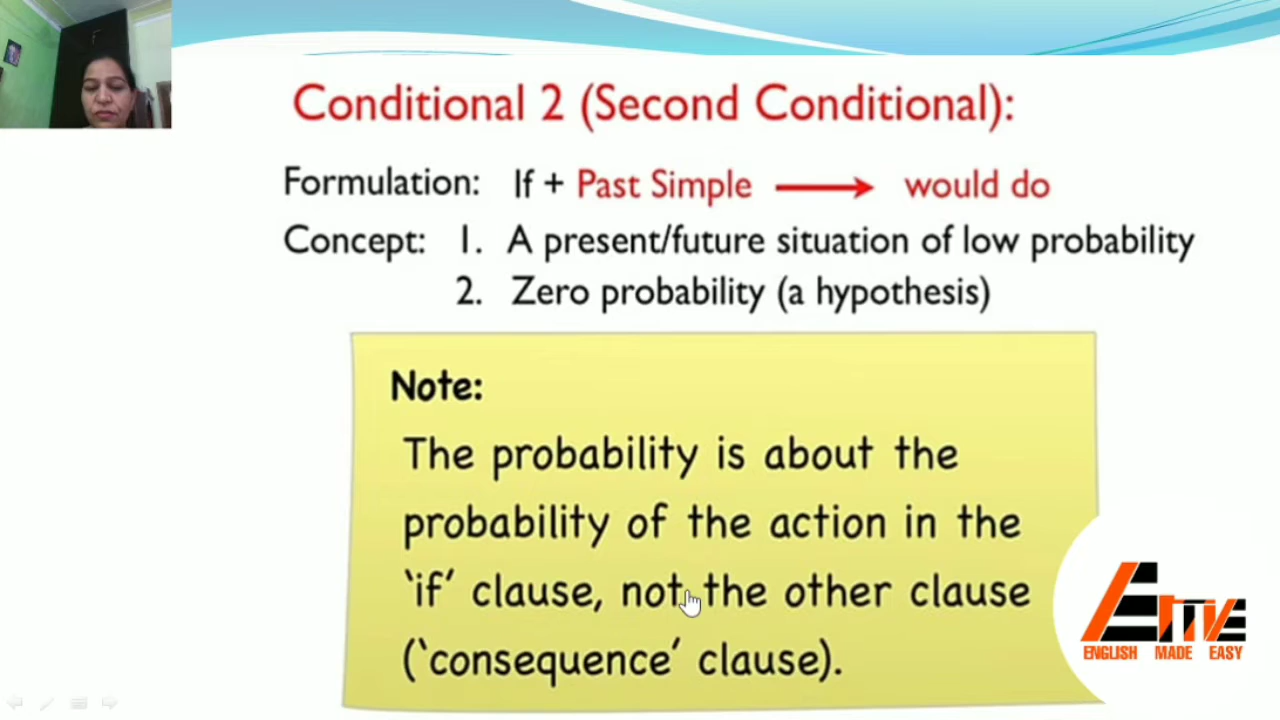 Conditional 2 (Second Conditional):
Formulation: If + Past Simple ⟶ would do
Concept: 1. A present/future situation of low probability
2. Zero probability (a hypothesis)
Note:
The probability is about the
probability of the action in the
‘if’ clause, not the other clause
(‘consequence’ clause).
EME
ENGLISH MADE EASY